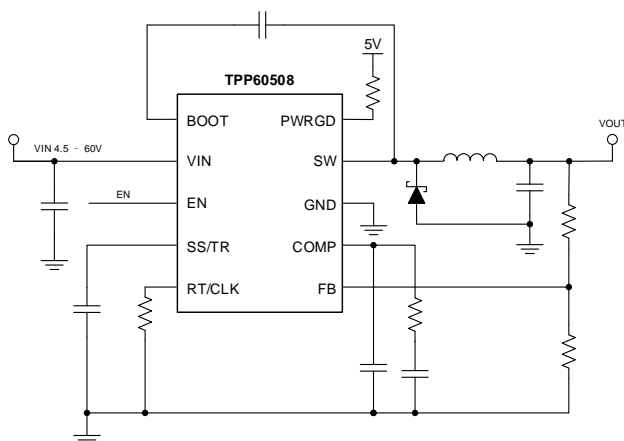 5V
TPP60508
BOOT PWRGD
VOUT
VIN 4.5 - 60V VIN SW
EN EN GND
SS/TR COMP
RT/CLK FB